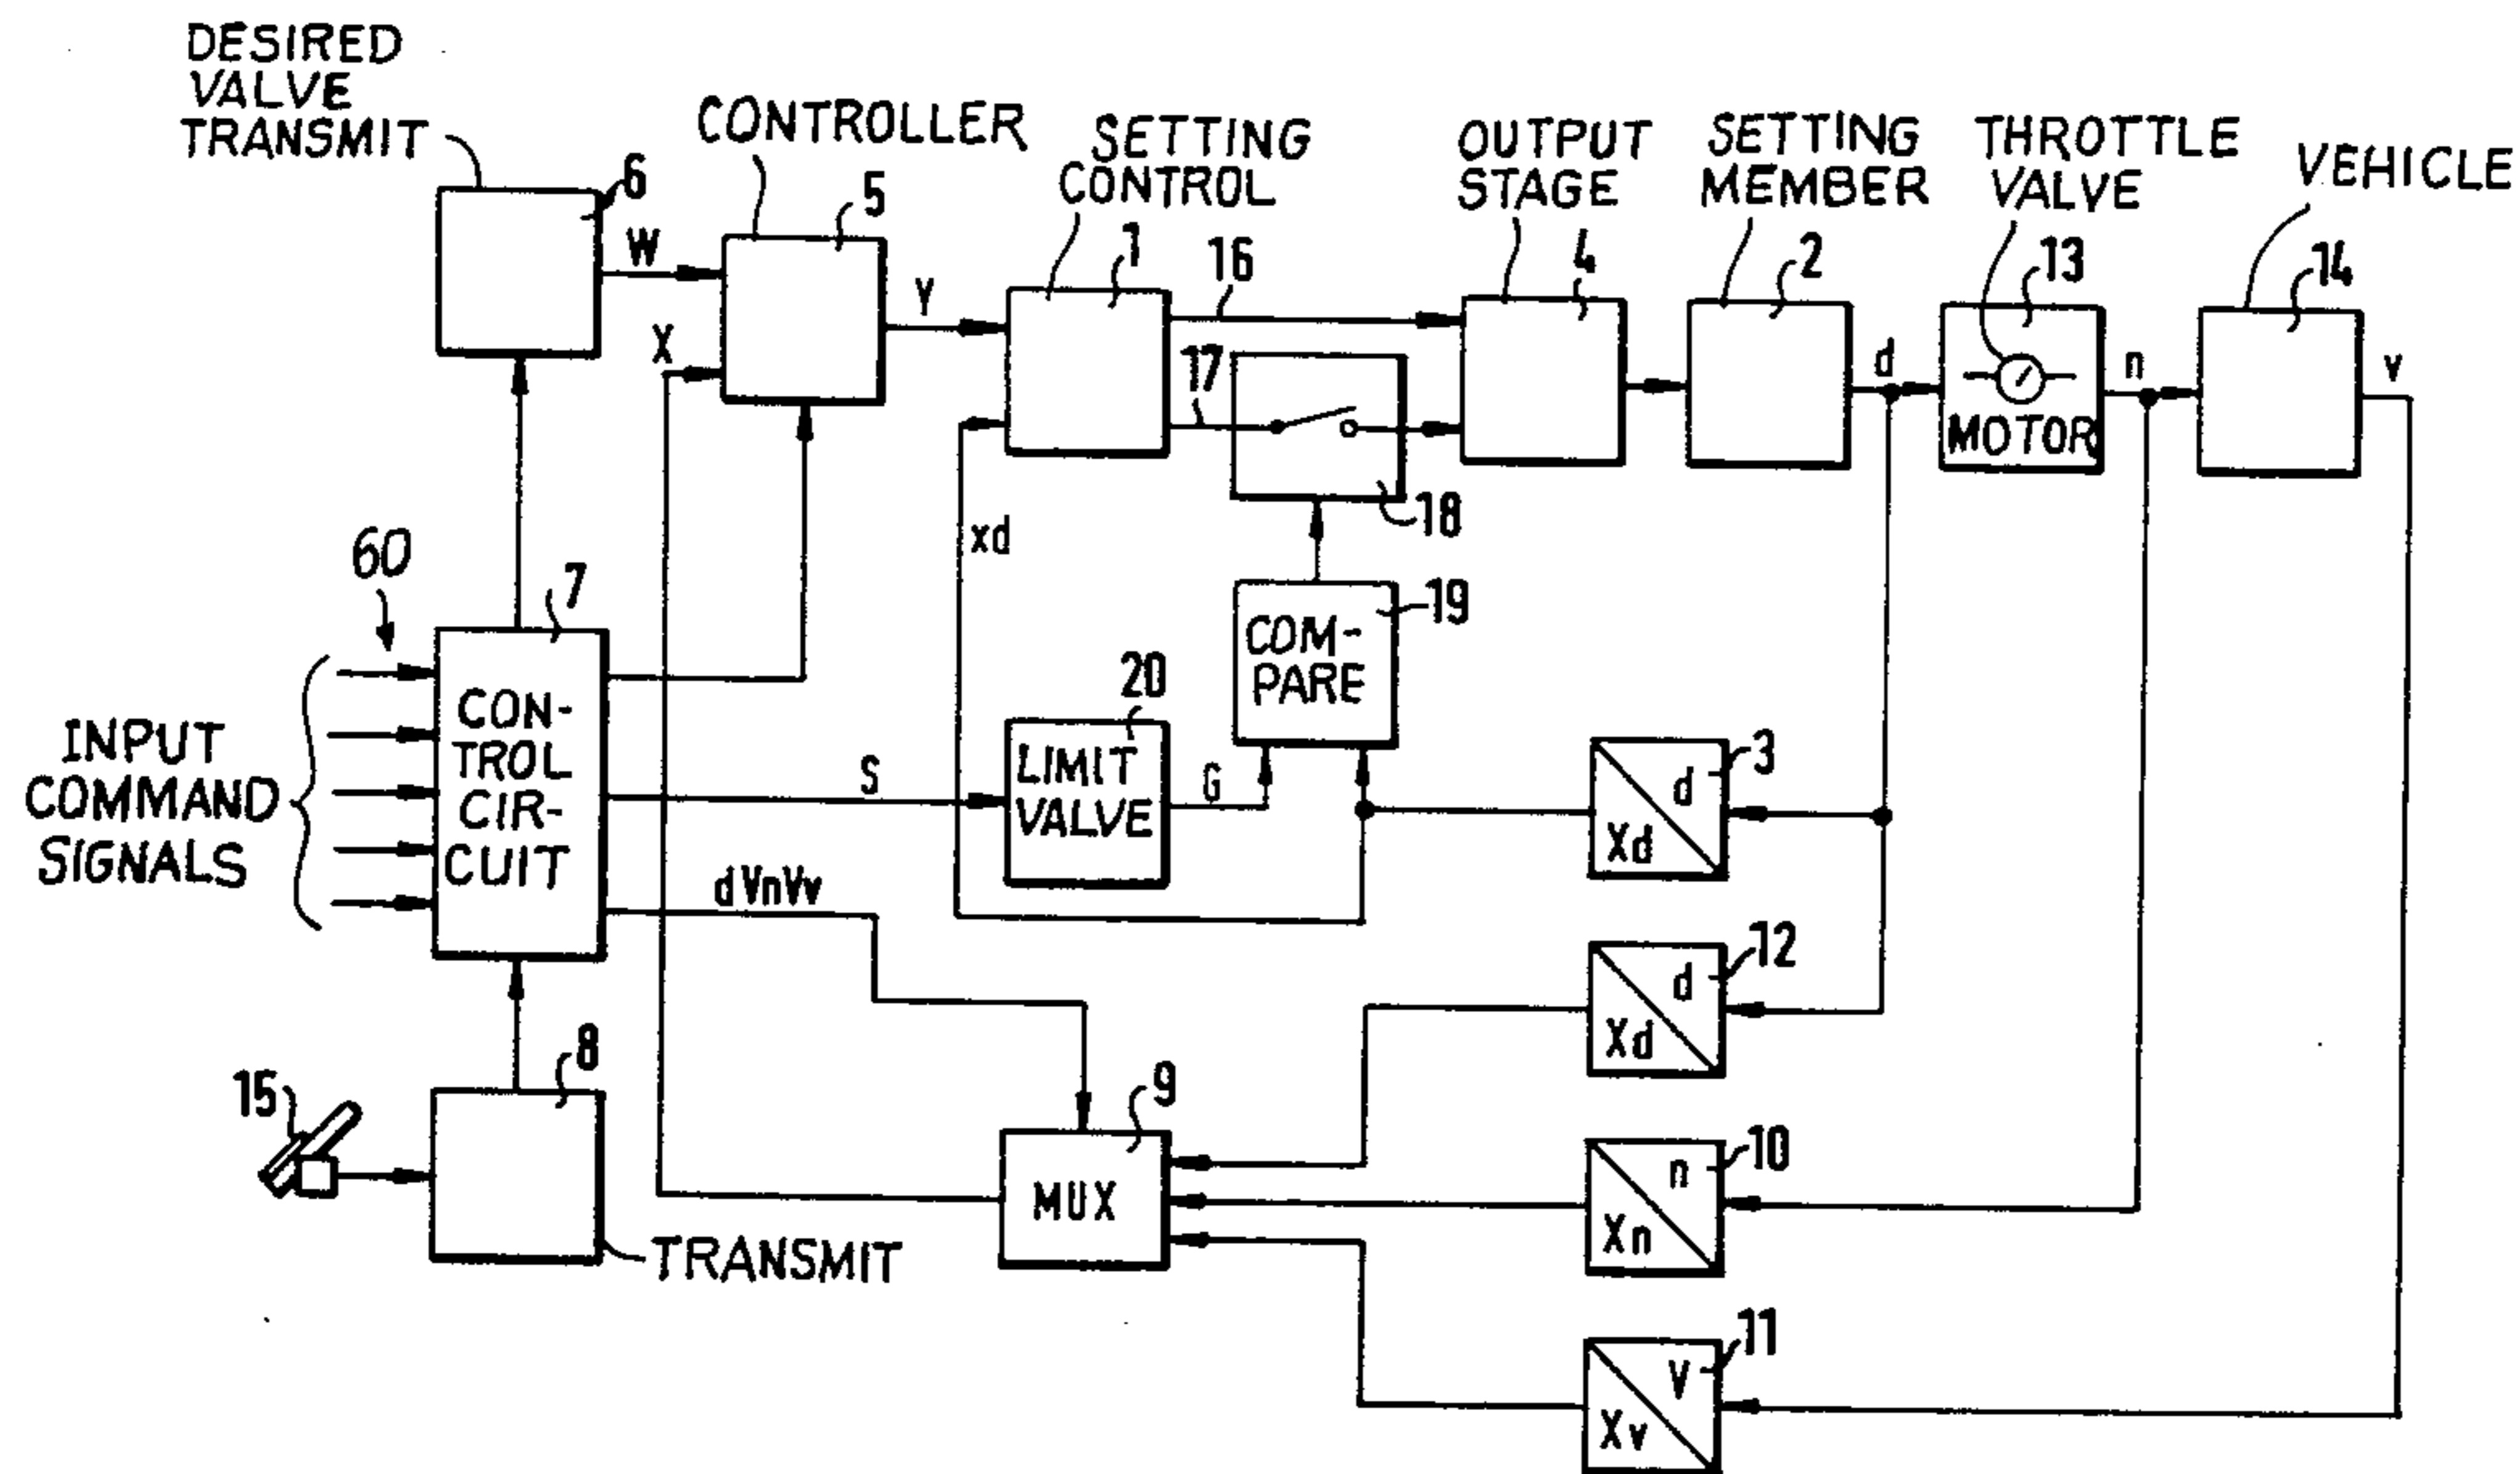 DESIRED
VALVE
TRANSMIT
CONTROLLER
SETTING
CONTROL
OUTPUT
STAGE
SETTING
MEMBER
THROTTLE
VALVE
VEHICLE
6
5
1
16
4
2
13
14
W
X
Y
17
d
n
v
MOTOR
18
xd
60
7
19
COM-
PARE
INPUT
COMMAND
SIGNALS
CON-
TROL
CIR-
CUIT
S
20
LIMIT
VALVE
G
3
d
Xd
dVnVv
12
d
Xd
15
8
9
MUX
10
n
Xn
TRANSMIT
11
V
Xv